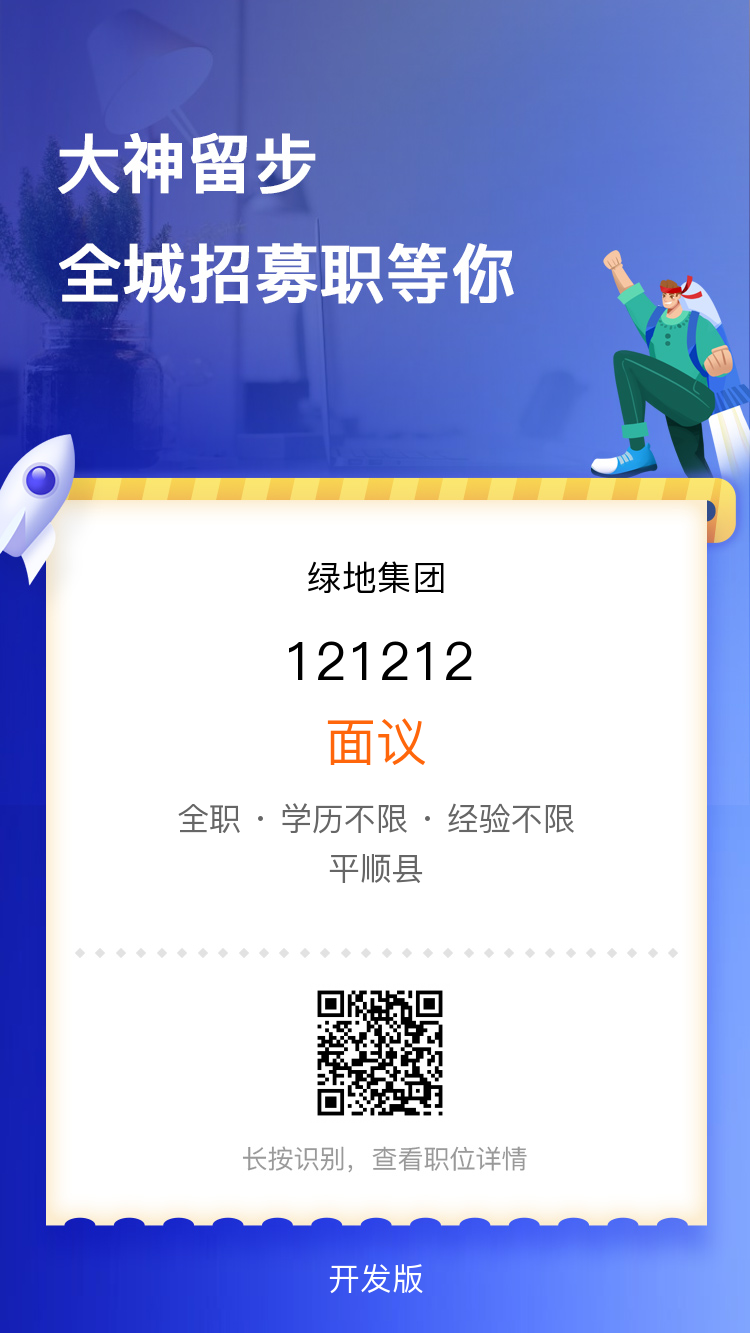 大神留步
全城招募职等你
绿地集团
121212
面议
全职 · 学历不限 · 经验不限
平顺县
长按识别，查看职位详情
开发版